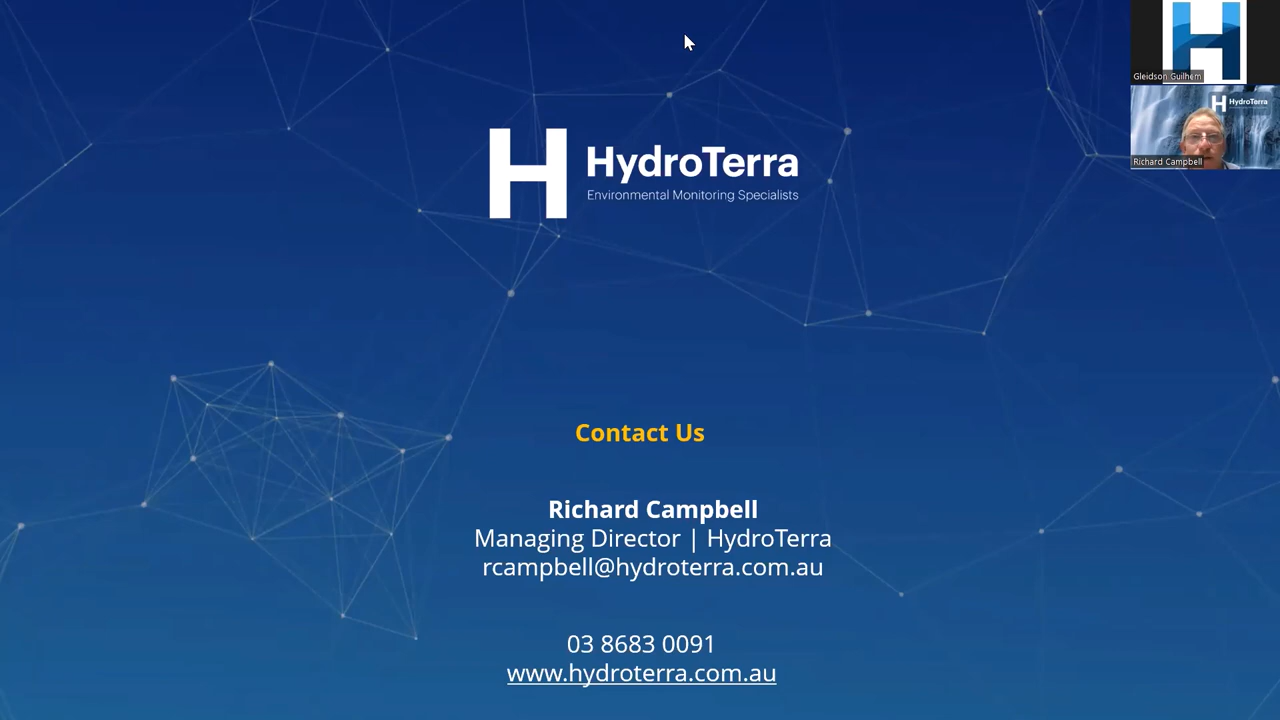 Gleidson Guilhem
HydroTerra
Richard Campbell
H HydroTerra
Environmental Monitoring Specialists
Contact Us
Richard Campbell
Managing Director | HydroTerra
rcampbell@hydroterra.com.au
03 8683 0091
www.hydroterra.com.au